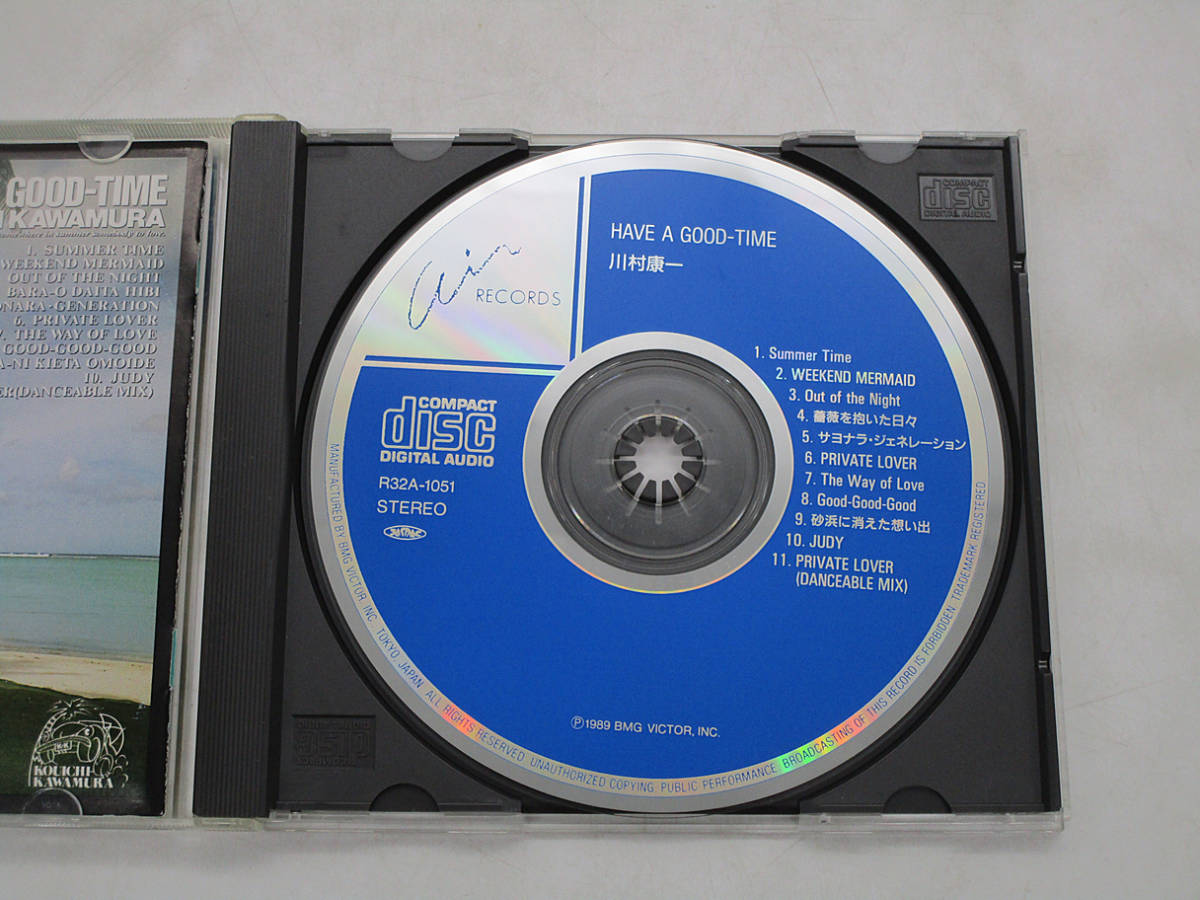 GOOD-TIME
KAWAMURA
somewhere in summer somebody to love.
1. SUMMER TIME
WEEKEND MERMAID
OUT OF THE NIGHT
BARA-O DAITA HIBI
ONARA-GENERATION
6. PRIVATE LOVER
7. THE WAY OF LOVE
GOOD-GOOD-GOOD
A-NI KIETA OMOIDE
10. JUDY
ER(DANCEABLE MIX)
KOUICHI
KAWAMURA
RECORDS
HAVE A GOOD-TIME
川村康一
1. Summer Time
2. WEEKEND MERMAID
3. Out of the Night
4. 薔薇を抱いた日々
5. サヨナラ・ジェネレーション
6. PRIVATE LOVER
7. The Way of Love
8. Good-Good-Good
9. 砂浜に消えた想い出
10. JUDY
11. PRIVATE LOVER
(DANCEABLE MIX)
COMPACT
disc
DIGITAL AUDIO
R32A-1051
STEREO
Ⓟ1989 BMG VICTOR, INC.
MANUFACTURED BY BMG VICTOR, INC. TOKYO, JAPAN. ALL RIGHTS RESERVED. UNAUTHORIZED COPYING, PUBLIC PERFORMANCE, BROADCASTING OF THIS RECORD IS FORBIDDEN. TRADEMARK REGISTERED
COMPACT
disc
DIGITAL AUDIO